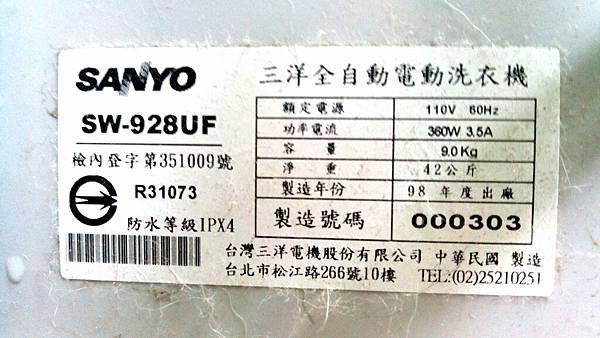 SANYO
三洋全自動電動洗衣機
SW-928UF
檢內登字第351009號
R31073
防水等級IPX4
額定電源 110V 60Hz
功率電流 360W 3.5A
容量 9.0Kg
淨重 42公斤
製造年份 98年度出廠
製造號碼 000303
台灣三洋電機股份有限公司 中華民國 製造
台北市松江路266號10樓 TEL:(02)25210251